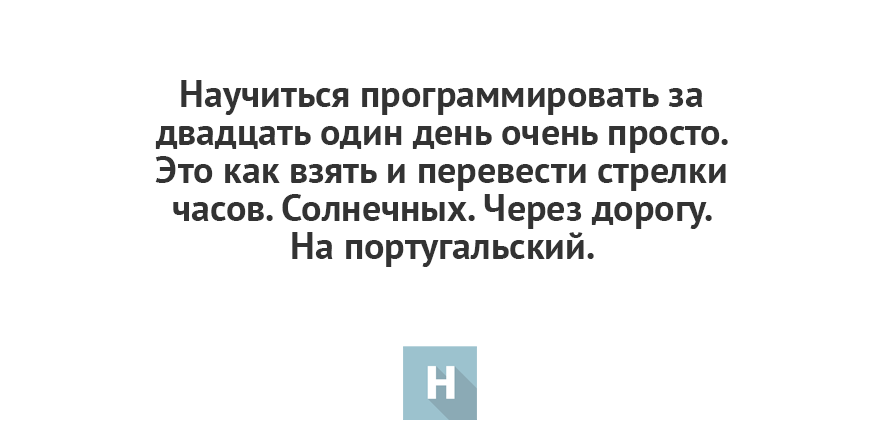 Научиться программировать за
двадцать один день очень просто.
Это как взять и перевести стрелки
часов. Солнечных. Через дорогу.
На португальский.
Н